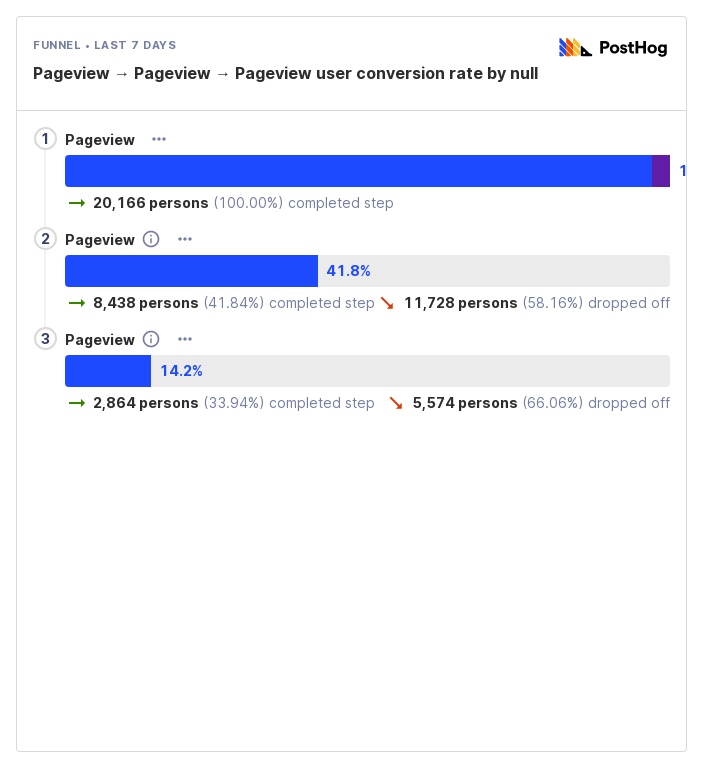 FUNNEL • LAST 7 DAYS
PostHog
Pageview → Pageview → Pageview user conversion rate by null
1 Pageview •••
20,166 persons (100.00%) completed step
2 Pageview •••
41.8%
8,438 persons (41.84%) completed step 11,728 persons (58.16%) dropped off
3 Pageview •••
14.2%
2,864 persons (33.94%) completed step 5,574 persons (66.06%) dropped off